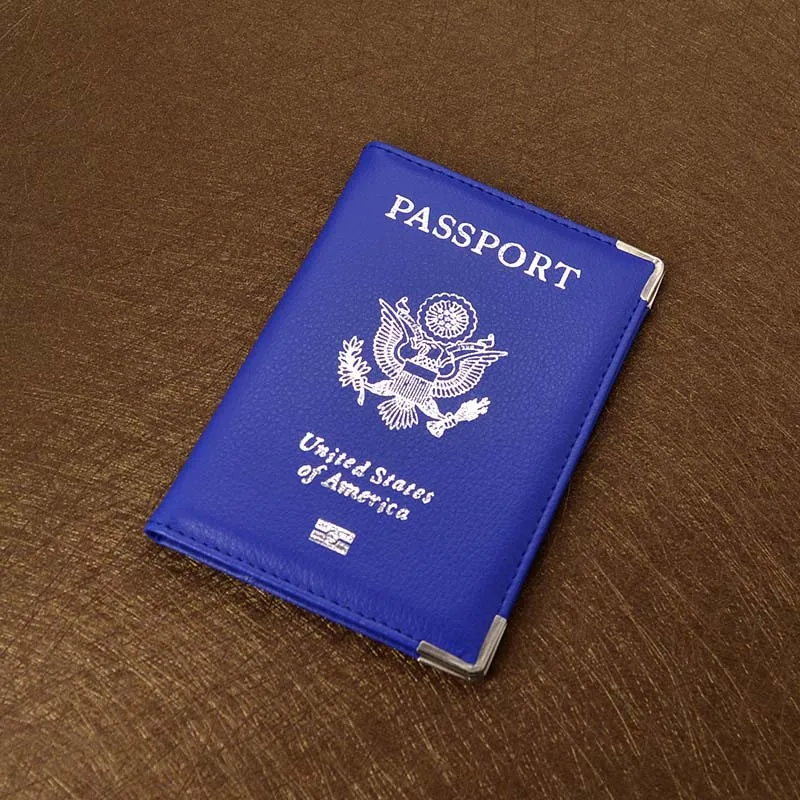 PASSPORT
United States
of America